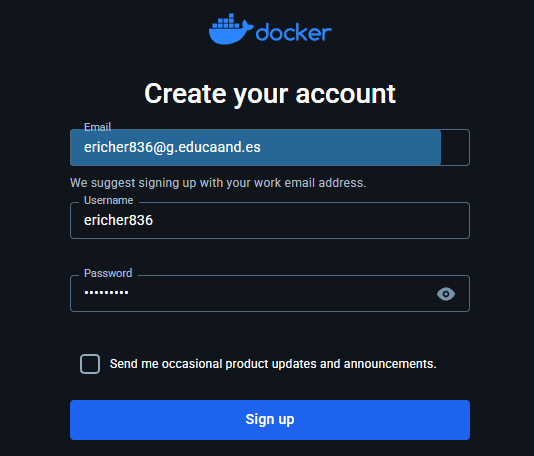 docker
Create your account
Email
ericher836@g.educaand.es
We suggest signing up with your work email address.
Username
ericher836
Password
•••••••••
Send me occasional product updates and announcements.
Sign up